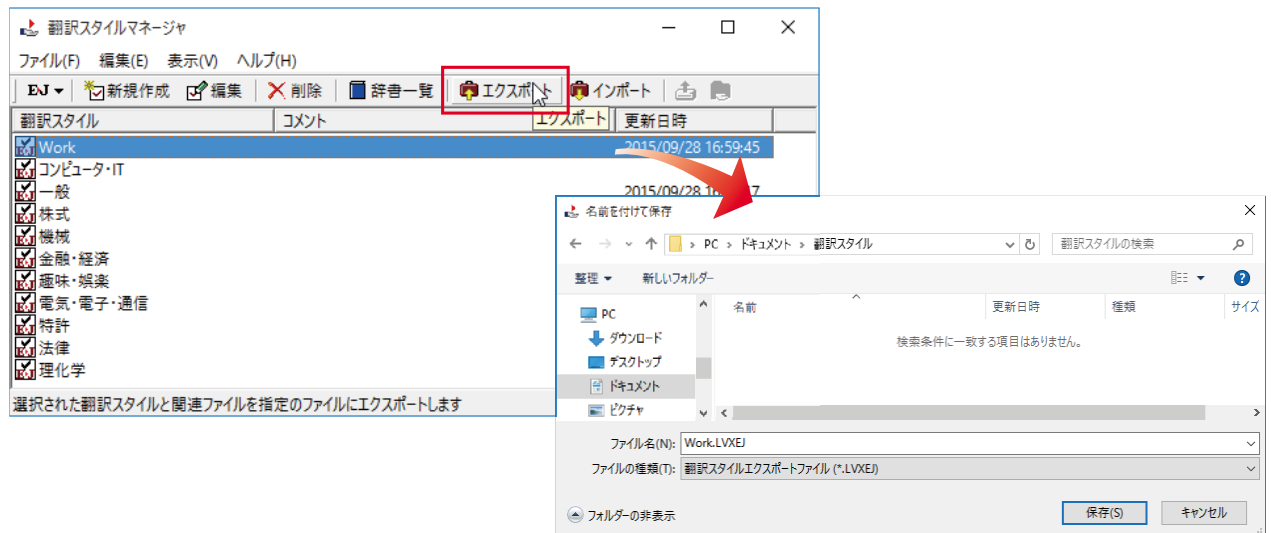 翻訳スタイルマネージャ
ファイル(F) 編集(E) 表示(V) ヘルプ(H)
EJ 新規作成 編集 削除 辞書一覧 エクスポート インポート
翻訳スタイル コメント エクスポート 更新日時
Work 2015/09/28 16:59:45
コンピュータ・IT
一般 2015/09/28
株式
機械
金融・経済
趣味・娯楽
電気・電子・通信
特許
法律
理化学
選択された翻訳スタイルと関連ファイルを指定のファイルにエクスポートします
名前を付けて保存
PC › ドキュメント › 翻訳スタイル 翻訳スタイルの検索
整理 新しいフォルダー
名前 更新日時 種類 サイズ
検索条件に一致する項目はありません。
PC
ダウンロード
デスクトップ
ドキュメント
ピクチャ
ファイル名(N): Work.LVXEJ
ファイルの種類(T): 翻訳スタイルエクスポートファイル (*.LVXEJ)
フォルダーの非表示 保存(S) キャンセル